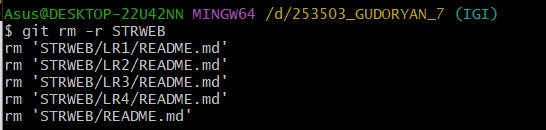 Asus@DESKTOP-22U42NN MINGW64 /d/253503_GUDORYAN_7 (IGI)
$ git rm -r STRWEB
rm 'STRWEB/LR1/README.md'
rm 'STRWEB/LR2/README.md'
rm 'STRWEB/LR3/README.md'
rm 'STRWEB/LR4/README.md'
rm 'STRWEB/README.md'